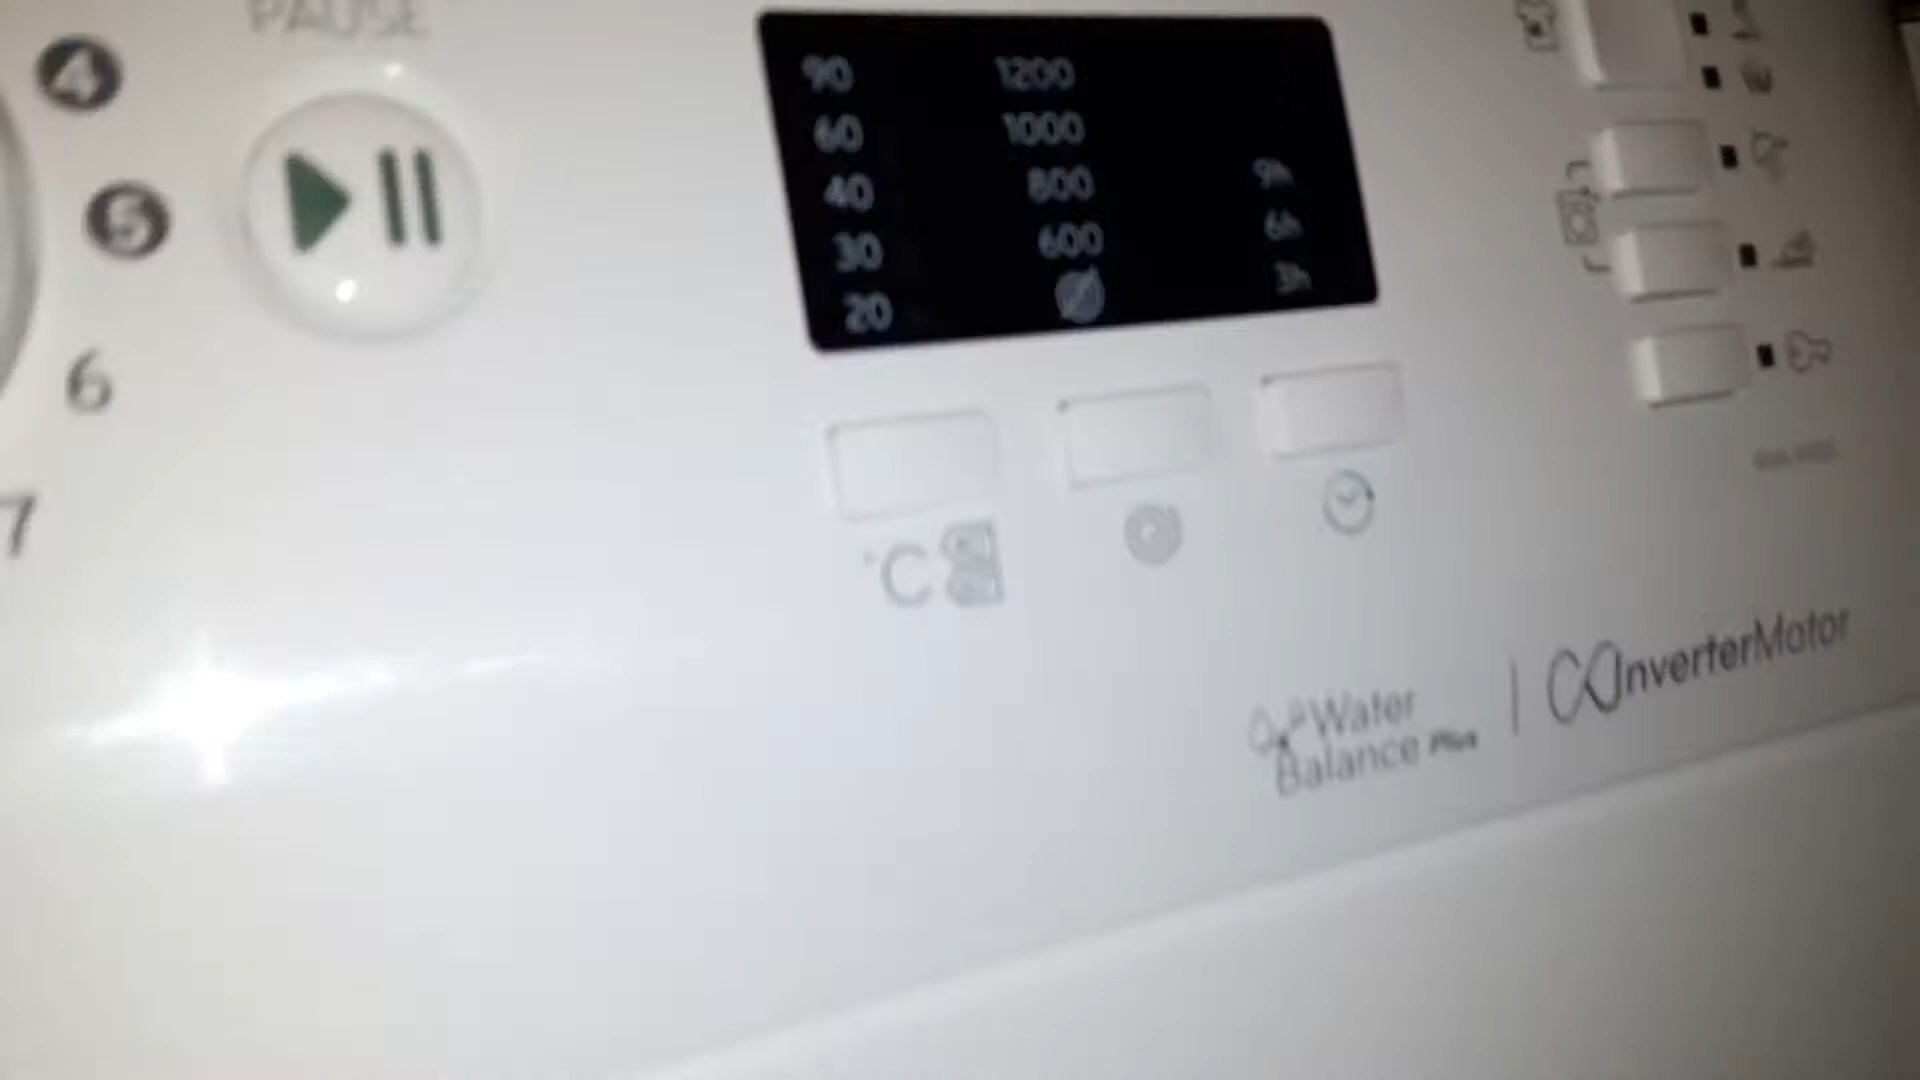 PAUSE
4
5
6
7
90 1200
60 1000
40 800 9h
30 600 6h
20 3h
°C
Water
Balance Plus
InverterMotor